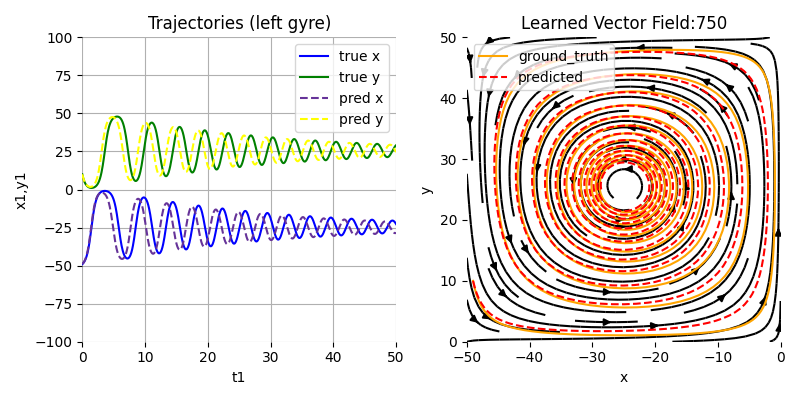 Trajectories (left gyre)
100
75
50
25
0
−25
−50
−75
−100
x1,y1
0
10
20
30
40
50
t1
true x
true y
pred x
pred y
Learned Vector Field:750
50
40
30
20
10
0
y
−50
−40
−30
−20
−10
0
x
ground_truth
predicted